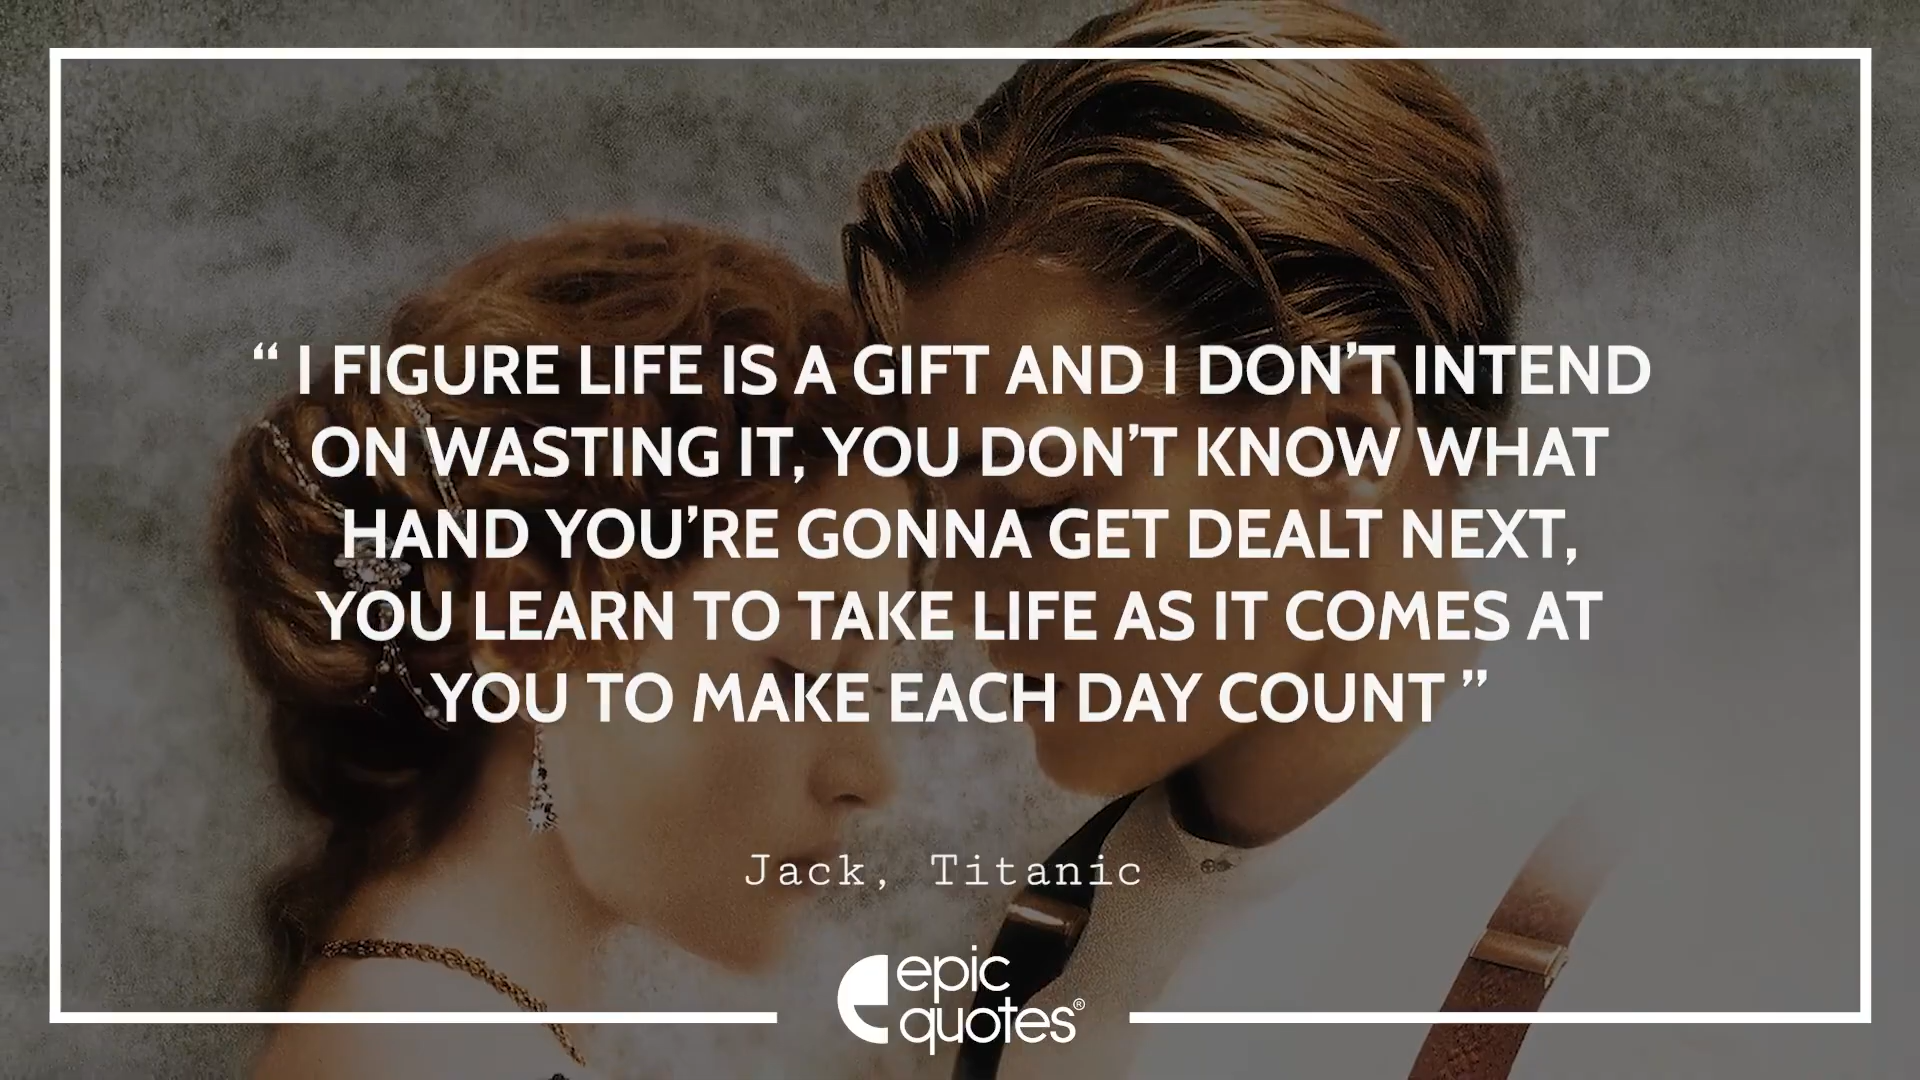 “ I FIGURE LIFE IS A GIFT AND I DON’T INTEND
ON WASTING IT, YOU DON’T KNOW WHAT
HAND YOU’RE GONNA GET DEALT NEXT,
YOU LEARN TO TAKE LIFE AS IT COMES AT
YOU TO MAKE EACH DAY COUNT ”
Jack, Titanic
epic
quotes®